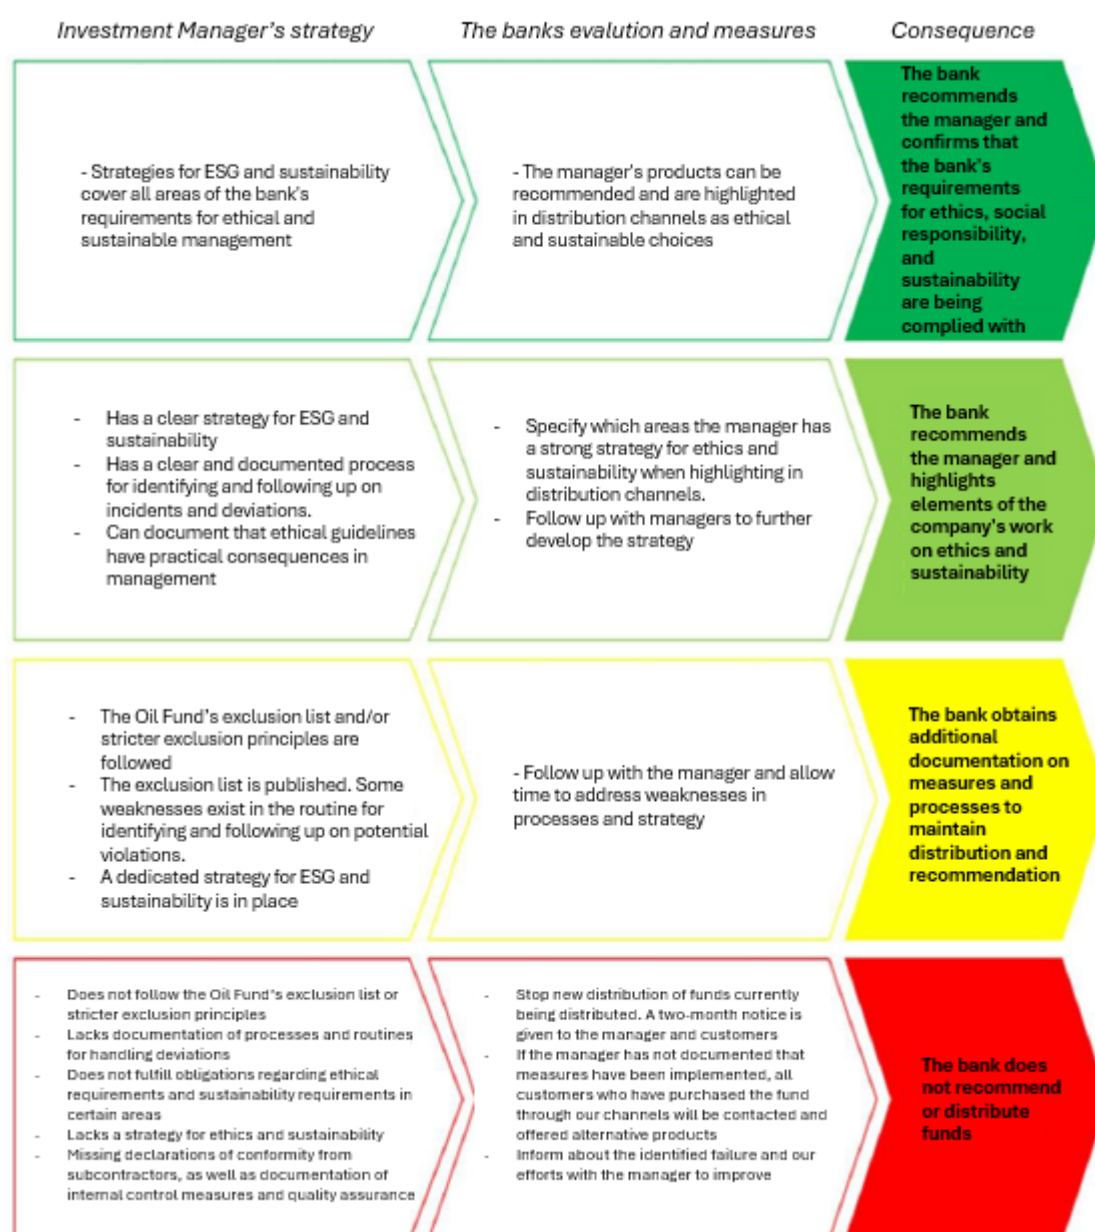 Investment Manager's strategy
The banks evalution and measures
Consequence
- Strategies for ESG and sustainability
cover all areas of the bank's
requirements for ethical and
sustainable management
- The manager's products can be
recommended and are highlighted
in distribution channels as ethical
and sustainable choices
The bank
recommends
the manager and
confirms that
the bank's
requirements
for ethics, social
responsibility,
and
sustainability
are being
complied with
- Has a clear strategy for ESG and
sustainability
- Has a clear and documented process
for identifying and following up on
incidents and deviations.
- Can document that ethical guidelines
have practical consequences in
management
- Specify which areas the manager has
a strong strategy for ethics and
sustainability when highlighting in
distribution channels.
- Follow up with managers to further
develop the strategy
The bank
recommends
the manager and
highlights
elements of the
company's work
on ethics and
sustainability
- The Oil Fund's exclusion list and/or
stricter exclusion principles are
followed
- The exclusion list is published. Some
weaknesses exist in the routine for
identifying and following up on potential
violations.
- A dedicated strategy for ESG and
sustainability is in place
- Follow up with the manager and allow
time to address weaknesses in
processes and strategy
The bank obtains
additional
documentation on
measures and
processes to
maintain
distribution and
recommendation
- Does not follow the Oil Fund's exclusion list or
stricter exclusion principles
- Lacks documentation of processes and routines
for handling deviations
- Does not fulfill obligations regarding ethical
requirements and sustainability requirements in
certain areas
- Lacks a strategy for ethics and sustainability
- Missing declarations of conformity from
subcontractors, as well as documentation of
internal control measures and quality assurance
- Stop new distribution of funds currently
being distributed. A two-month notice is
given to the manager and customers
- If the manager has not documented that
measures have been implemented, all
customers who have purchased the fund
through our channels will be contacted and
offered alternative products
- Inform about the identified failure and our
efforts with the manager to improve
The bank does
not recommend
or distribute
funds